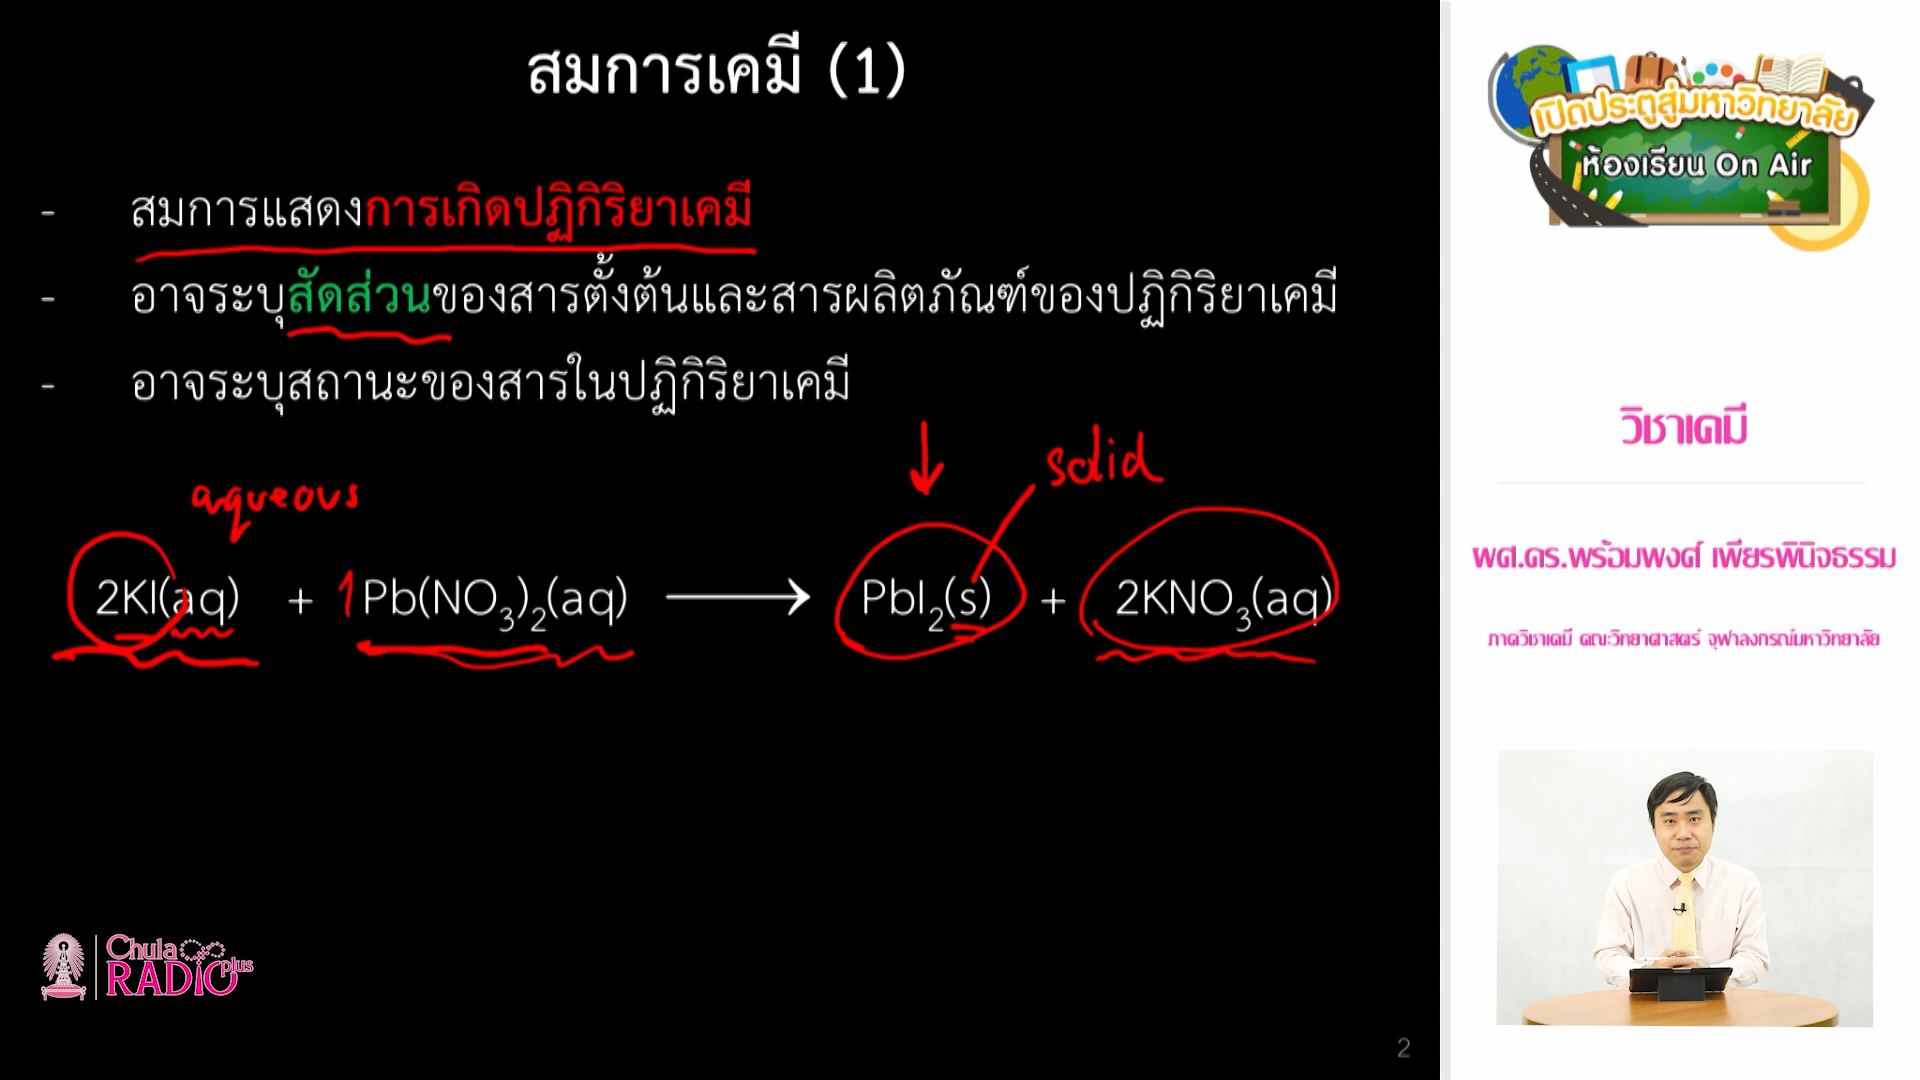 สมการเคมี (1)
- สมการแสดงการเกิดปฏิกิริยาเคมี
- อาจระบุสัดส่วนของสารตั้งต้นและสารผลิตภัณฑ์ของปฏิกิริยาเคมี
- อาจระบุสถานะของสารในปฏิกิริยาเคมี
aqueous
solid
2KI(aq) + 1 Pb(NO₃)₂(aq) ⟶ PbI₂(s) + 2KNO₃(aq)
Chula
RADIO plus
2
เปิดประตูสู่มหาวิทยาลัย
ห้องเรียน On Air
วิชาเคมี
ผศ.ดร.พร้อมพงศ์ เพียรพินิจธรรม
ภาควิชาเคมี คณะวิทยาศาสตร์ จุฬาลงกรณ์มหาวิทยาลัย